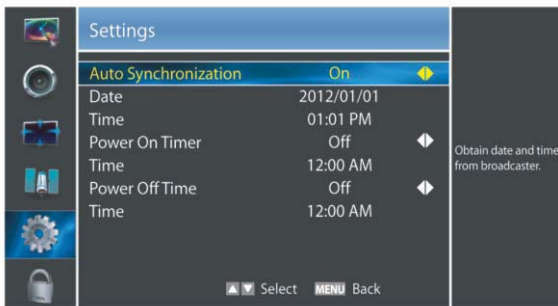 Settings
Auto Synchronization On
Date 2012/01/01
Time 01:01 PM
Power On Timer Off
Time 12:00 AM
Power Off Time Off
Time 12:00 AM
Obtain date and time
from broadcaster.
Select MENU Back